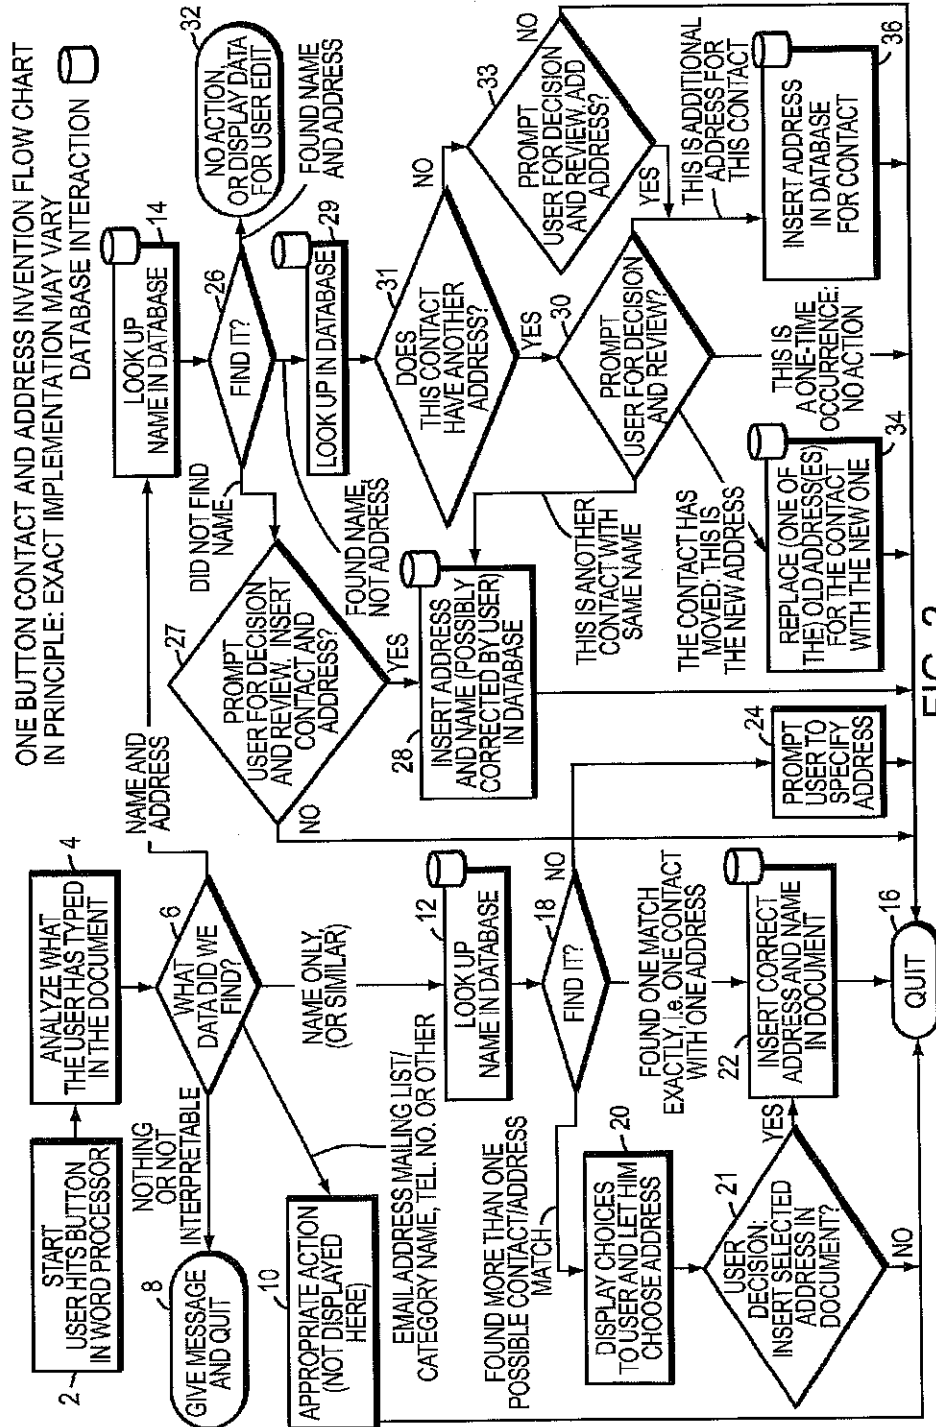 ONE BUTTON CONTACT AND ADDRESS INVENTION FLOW CHART
IN PRINCIPLE: EXACT IMPLEMENTATION MAY VARY
DATABASE INTERACTION
2
START
USER HITS BUTTON
IN WORD PROCESSOR
4
ANALYZE WHAT
THE USER HAS TYPED
IN THE DOCUMENT
6
WHAT
DATA DID WE
FIND?
NOTHING
OR NOT
INTERPRETABLE
8
GIVE MESSAGE
AND QUIT
10
APPROPRIATE ACTION
(NOT DISPLAYED
HERE)
EMAIL ADDRESS MAILING LIST/
CATEGORY NAME, TEL. NO. OR OTHER
NAME ONLY,
(OR SIMILAR)
NAME AND
ADDRESS
12
LOOK UP
NAME IN DATABASE
18
FIND IT?
NO
FOUND MORE THAN ONE
POSSIBLE CONTACT/ADDRESS
MATCH
FOUND ONE MATCH
EXACTLY, i.e. ONE CONTACT
WITH ONE ADDRESS
20
DISPLAY CHOICES
TO USER AND LET HIM
CHOOSE ADDRESS
21
USER
DECISION:
INSERT SELECTED
ADDRESS IN
DOCUMENT?
YES
NO
22
INSERT CORRECT
ADDRESS AND NAME
IN DOCUMENT
24
PROMPT
USER TO
SPECIFY
ADDRESS
16
QUIT
14
LOOK UP
NAME IN DATABASE
26
FIND IT?
DID NOT FIND
NAME
FOUND NAME
AND ADDRESS
32
NO ACTION
OR DISPLAY DATA
FOR USER EDIT
FOUND NAME,
NOT ADDRESS
27
PROMPT
USER FOR DECISION
AND REVIEW. INSERT
CONTACT AND
ADDRESS?
YES
NO
28
INSERT ADDRESS
AND NAME (POSSIBLY
CORRECTED BY USER)
IN DATABASE
29
LOOK UP IN DATABASE
31
DOES
THIS CONTACT
HAVE ANOTHER
ADDRESS?
NO
YES
33
PROMPT
USER FOR DECISION
AND REVIEW. ADD
ADDRESS?
NO
YES
30
PROMPT
USER FOR DECISION
AND REVIEW?
THIS IS ANOTHER
CONTACT WITH
SAME NAME
THE CONTACT HAS
MOVED: THIS IS
THE NEW ADDRESS
THIS IS
A ONE-TIME
OCCURRENCE:
NO ACTION
THIS IS ADDITIONAL
ADDRESS FOR
THIS CONTACT
34
REPLACE (ONE OF
THE) OLD ADDRESS(ES)
FOR THE CONTACT
WITH THE NEW ONE
36
INSERT ADDRESS
IN DATABASE
FOR CONTACT